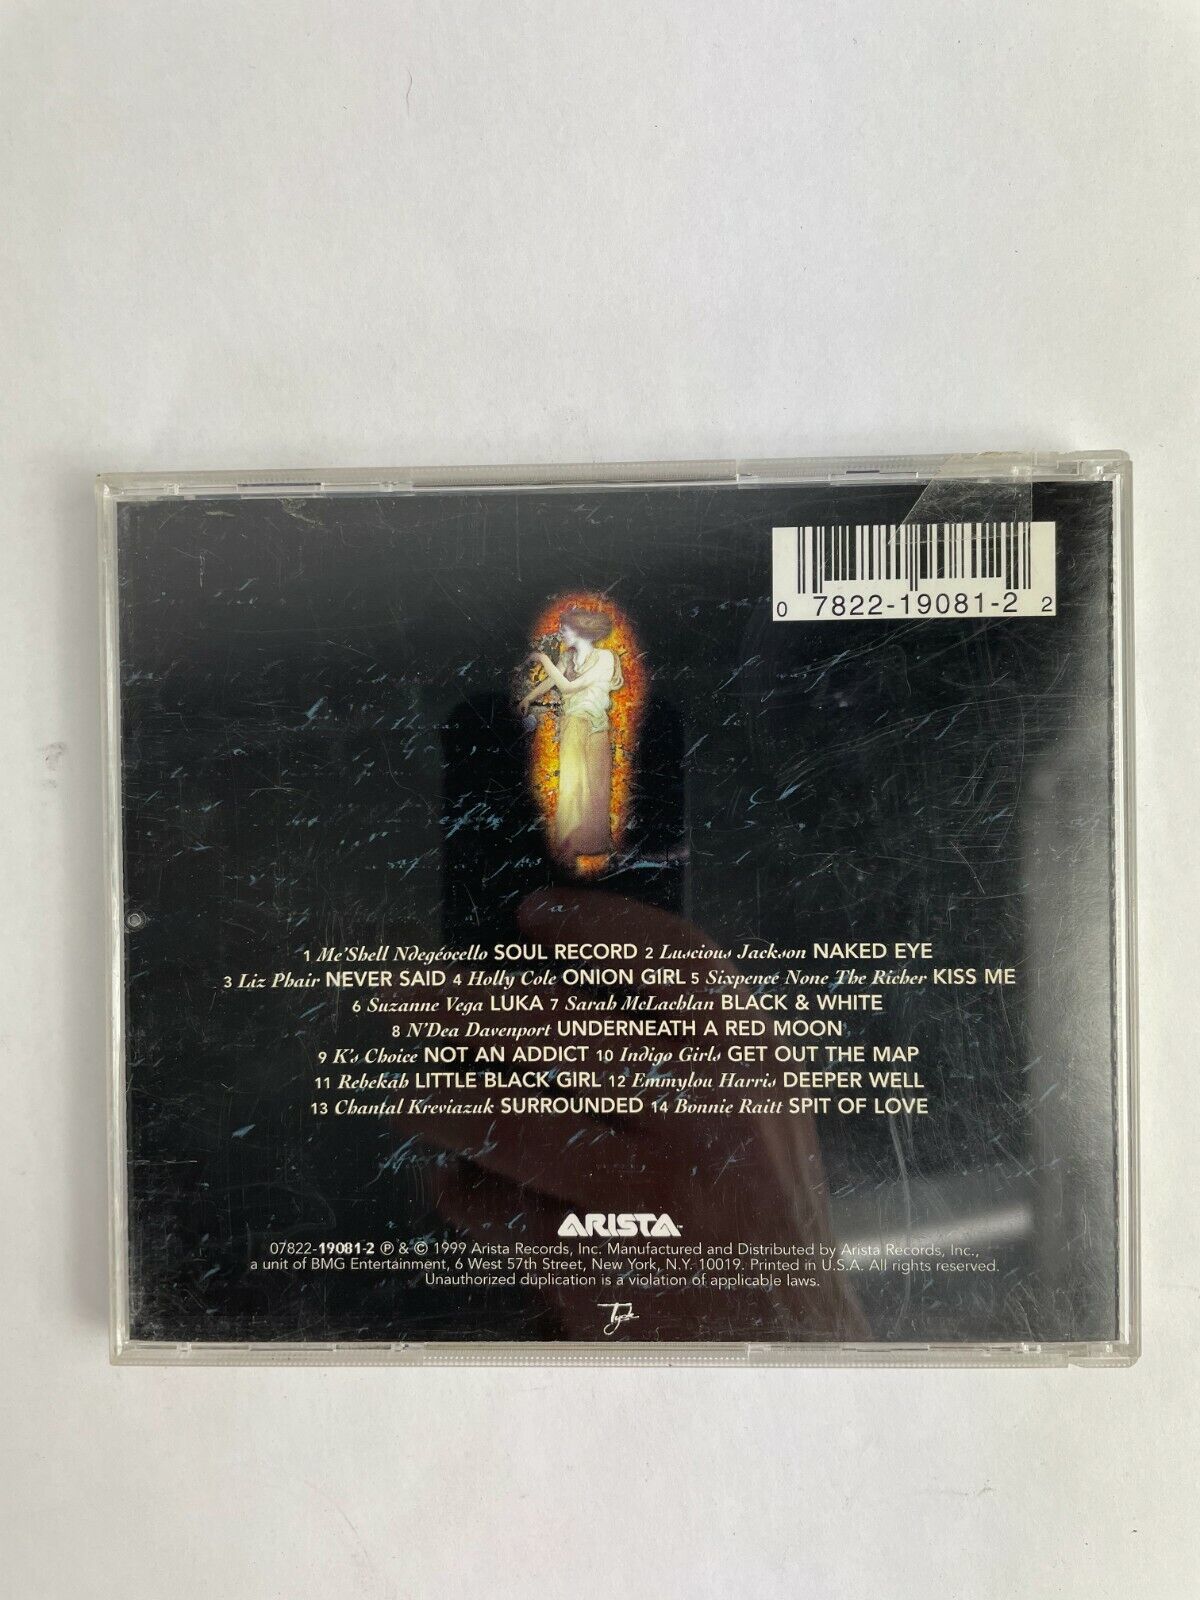 0 7822-19081-2 2
1 Me'Shell Ndegéocello SOUL RECORD 2 Luscious Jackson NAKED EYE
3 Liz Phair NEVER SAID 4 Holly Cole ONION GIRL 5 Sixpence None The Richer KISS ME
6 Suzanne Vega LUKA 7 Sarah McLachlan BLACK & WHITE
8 N'Dea Davenport UNDERNEATH A RED MOON
9 K's Choice NOT AN ADDICT 10 Indigo Girls GET OUT THE MAP
11 Rebekah LITTLE BLACK GIRL 12 Emmylou Harris DEEPER WELL
13 Chantal Kreviazuk SURROUNDED 14 Bonnie Raitt SPIT OF LOVE
ARISTA™
07822-19081-2 ℗ & © 1999 Arista Records, Inc. Manufactured and Distributed by Arista Records, Inc.,
a unit of BMG Entertainment, 6 West 57th Street, New York, N.Y. 10019. Printed in U.S.A. All rights reserved.
Unauthorized duplication is a violation of applicable laws.
Tyde